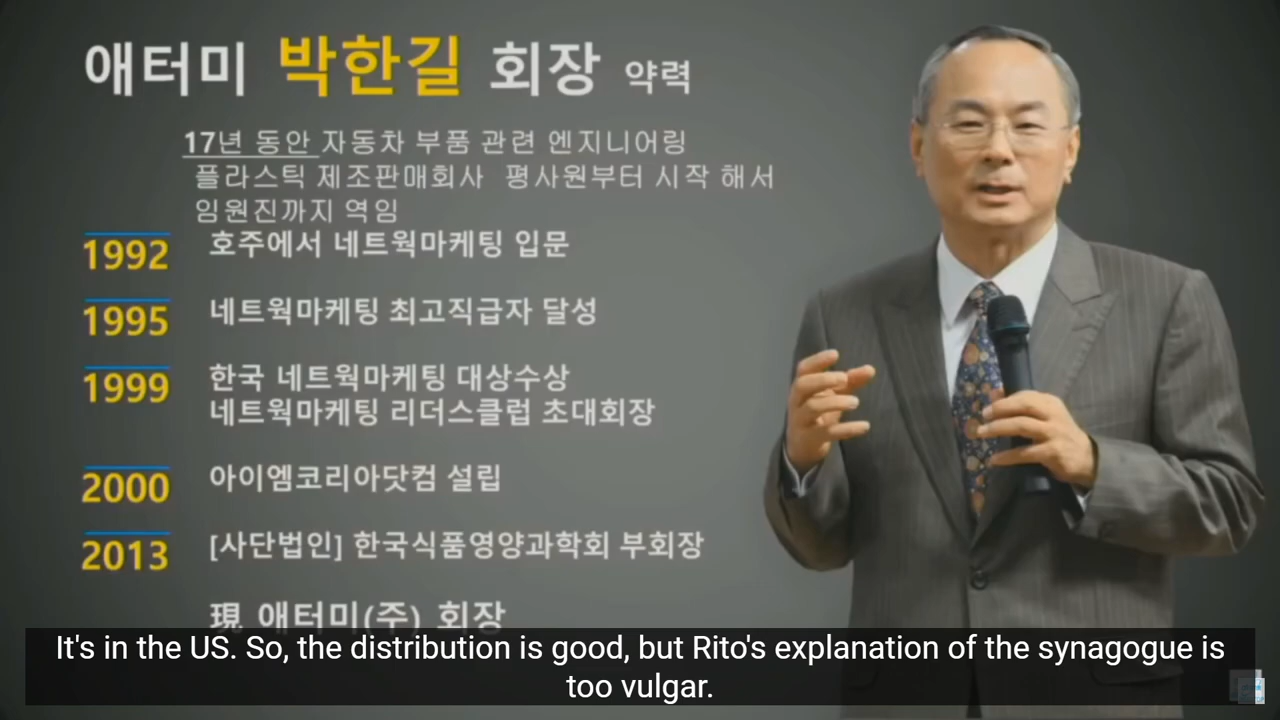 애터미 박한길 회장 약력
17년 동안 자동차 부품 관련 엔지니어링
플라스틱 제조판매회사 평사원부터 시작 해서
임원진까지 역임
1992 호주에서 네트웍마케팅 입문
1995 네트웍마케팅 최고직급자 달성
1999 한국 네트웍마케팅 대상수상
네트웍마케팅 리더스클럽 초대회장
2000 아이엠코리아닷컴 설립
2013 [사단법인] 한국식품영양과학회 부회장
現 애터미(주) 회장
It's in the US. So, the distribution is good, but Rito's explanation of the synagogue is
too vulgar.